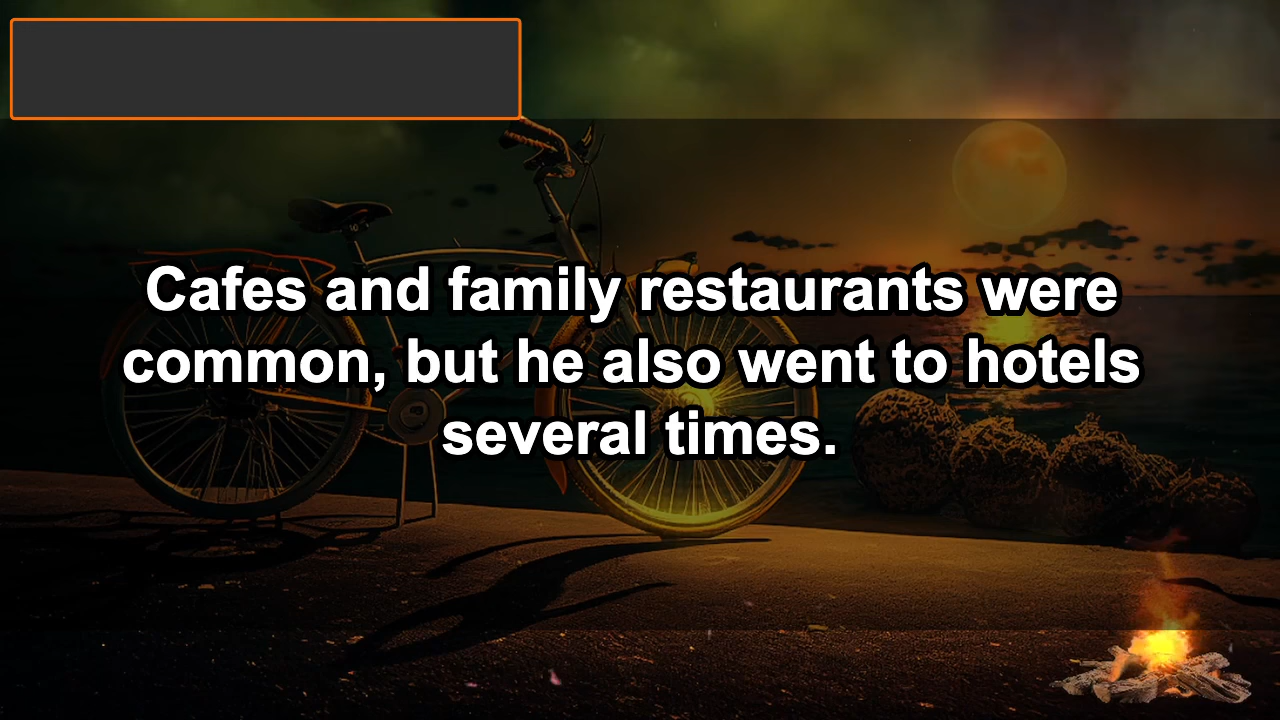 Cafes and family restaurants were
common, but he also went to hotels
several times.